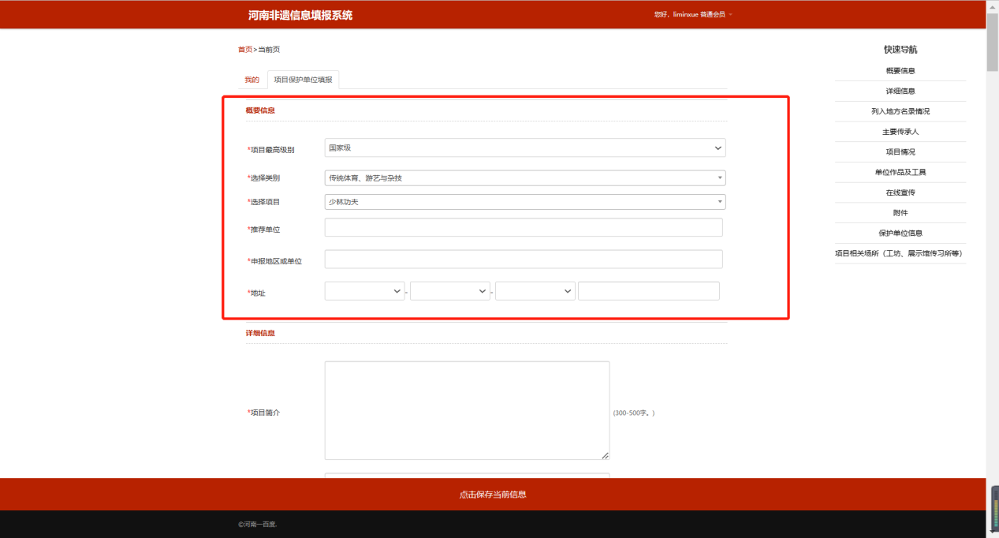 河南非遗信息填报系统
您好，liminxue 普通会员
首页>当前页
我的
项目保护单位填报
概要信息
*项目最高级别
国家级
*选择类别
传统体育、游艺与杂技
*选择项目
少林功夫
*推荐单位
*申报地区或单位
*地址
-
-
详细信息
*项目简介
(300-500字。)
快速导航
概要信息
详细信息
列入地方名录情况
主要传承人
项目情况
单位作品及工具
在线宣传
附件
保护单位信息
项目相关场所（工坊、展示馆传习所等）
点击保存当前信息
©河南一百度.